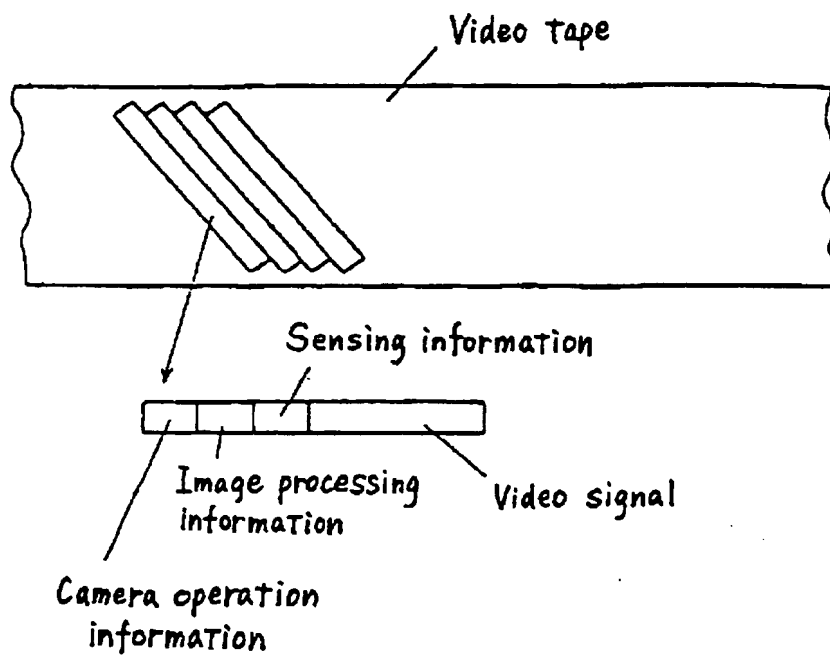 Video tape
Sensing information
Image processing
information
Video signal
Camera operation
information